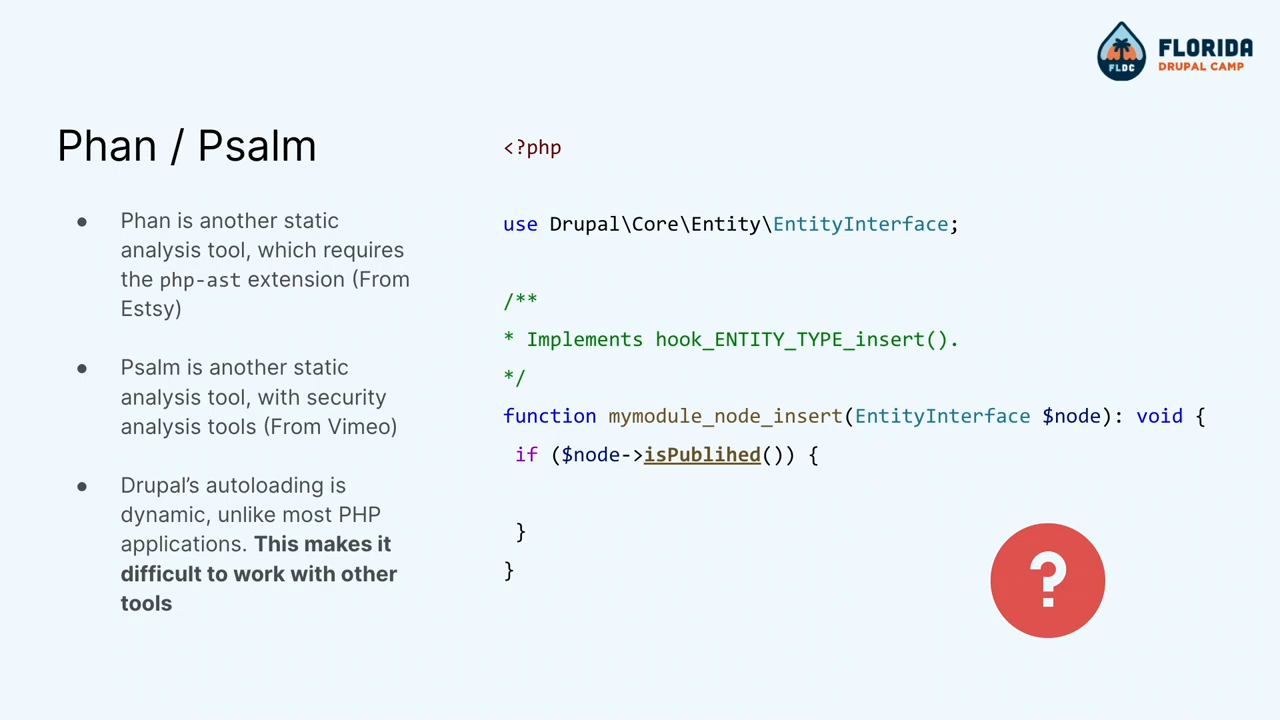 FLORIDA
DRUPAL CAMP
FLDC
Phan / Psalm
● Phan is another static
analysis tool, which requires
the php-ast extension (From
Estsy)
● Psalm is another static
analysis tool, with security
analysis tools (From Vimeo)
● Drupal’s autoloading is
dynamic, unlike most PHP
applications. This makes it
difficult to work with other
tools
<?php
use Drupal\Core\Entity\EntityInterface;
/**
* Implements hook_ENTITY_TYPE_insert().
*/
function mymodule_node_insert(EntityInterface $node): void {
if ($node->isPublihed()) {
}
}
?